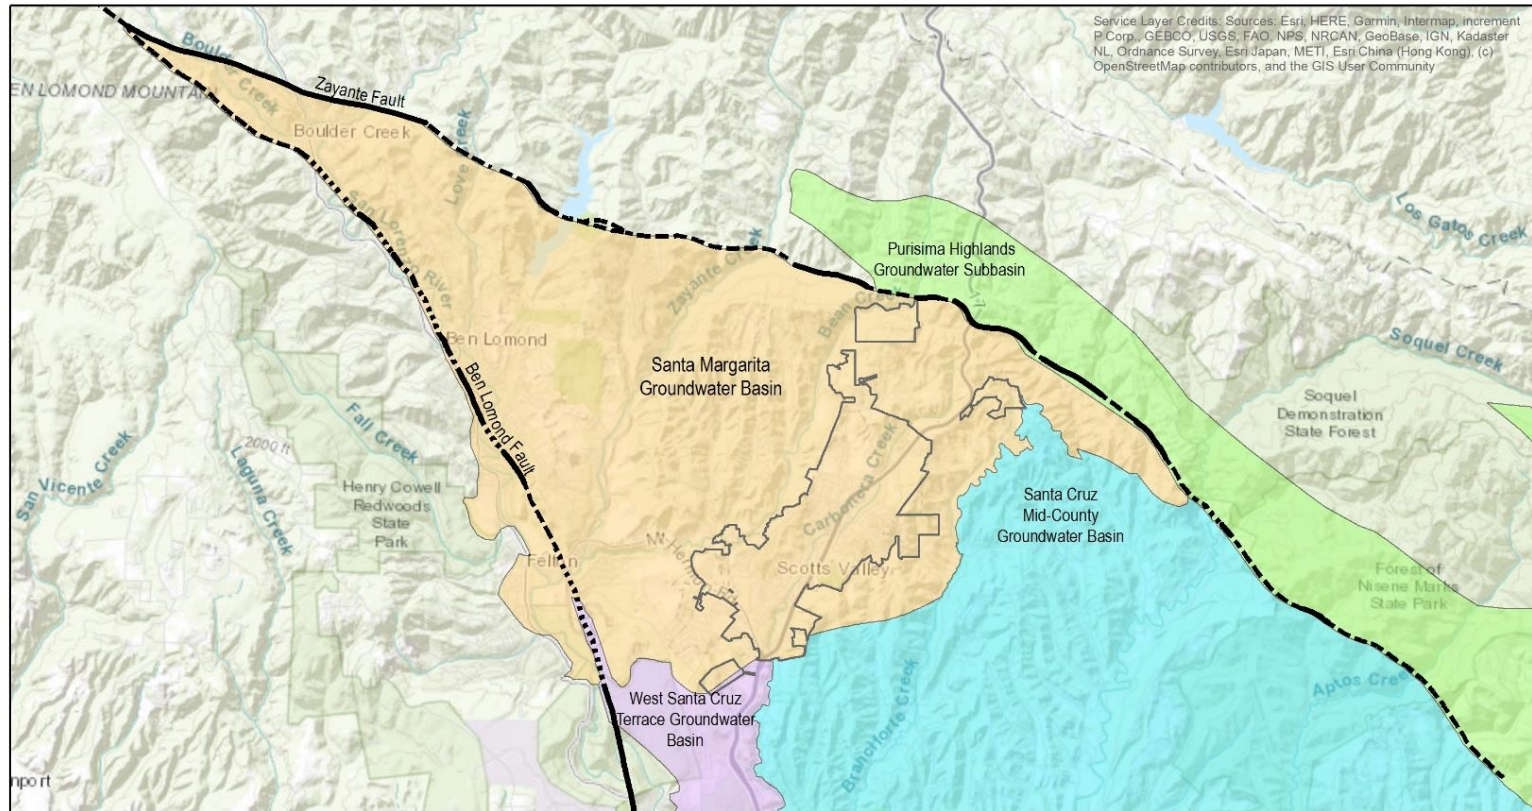 Service Layer Credits: Sources: Esri, HERE, Garmin, Intermap, increment
P Corp., GEBCO, USGS, FAO, NPS, NRCAN, GeoBase, IGN, Kadaster
NL, Ordnance Survey, Esri Japan, METI, Esri China (Hong Kong), (c)
OpenStreetMap contributors, and the GIS User Community
Boulder Creek
EN LOMOND MOUNTAIN
Zayante Fault
Boulder Creek
Love Creek
San Lorenzo River
Los Gatos Creek
Purisima Highlands
Groundwater Subbasin
Zayante Creek
Bean Creek
Ben Lomond
Soquel Creek
Santa Margarita
Groundwater Basin
Ben Lomond Fault
Soquel
Demonstration
State Forest
Fall Creek
2000 ft
San Vicente Creek
Laguna Creek
Henry Cowell
Redwoods
State
Park
Carbonera Creek
Santa Cruz
Mid-County
Groundwater Basin
Felton
Mt Hermon Rd
Scotts Valley
Forest of
Nisene Marks
State Park
Aptos Creek
West Santa Cruz
Terrace Groundwater
Basin
Branciforte Creek
nport